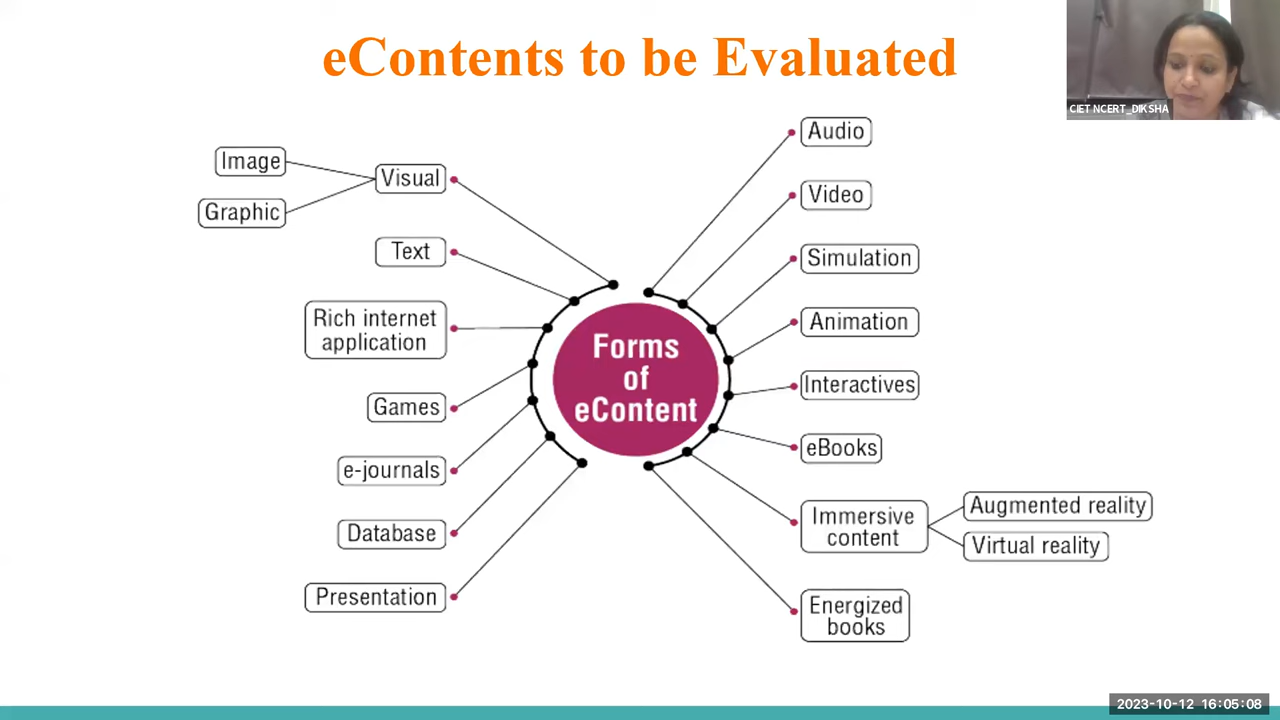 eContents to be Evaluated
CIET NCERT_DIKSHA
Image
Graphic
Visual
Text
Rich internet
application
Games
e-journals
Database
Presentation
Forms
of
eContent
Audio
Video
Simulation
Animation
Interactives
eBooks
Immersive
content
Augmented reality
Virtual reality
Energized
books
2023-10-12 16:05:08